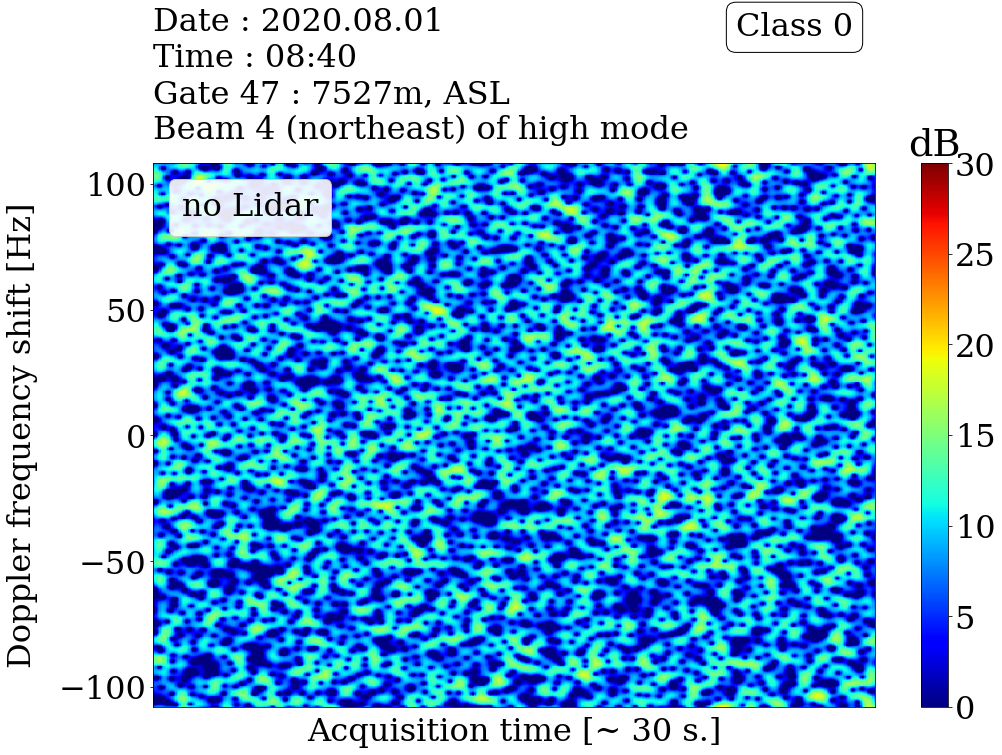 Date : 2020.08.01
Time : 08:40
Gate 47 : 7527m, ASL
Beam 4 (northeast) of high mode
Class 0
dB
no Lidar
Doppler frequency shift [Hz]
100
50
0
−50
−100
30
25
20
15
10
5
0
Acquisition time [~ 30 s.]